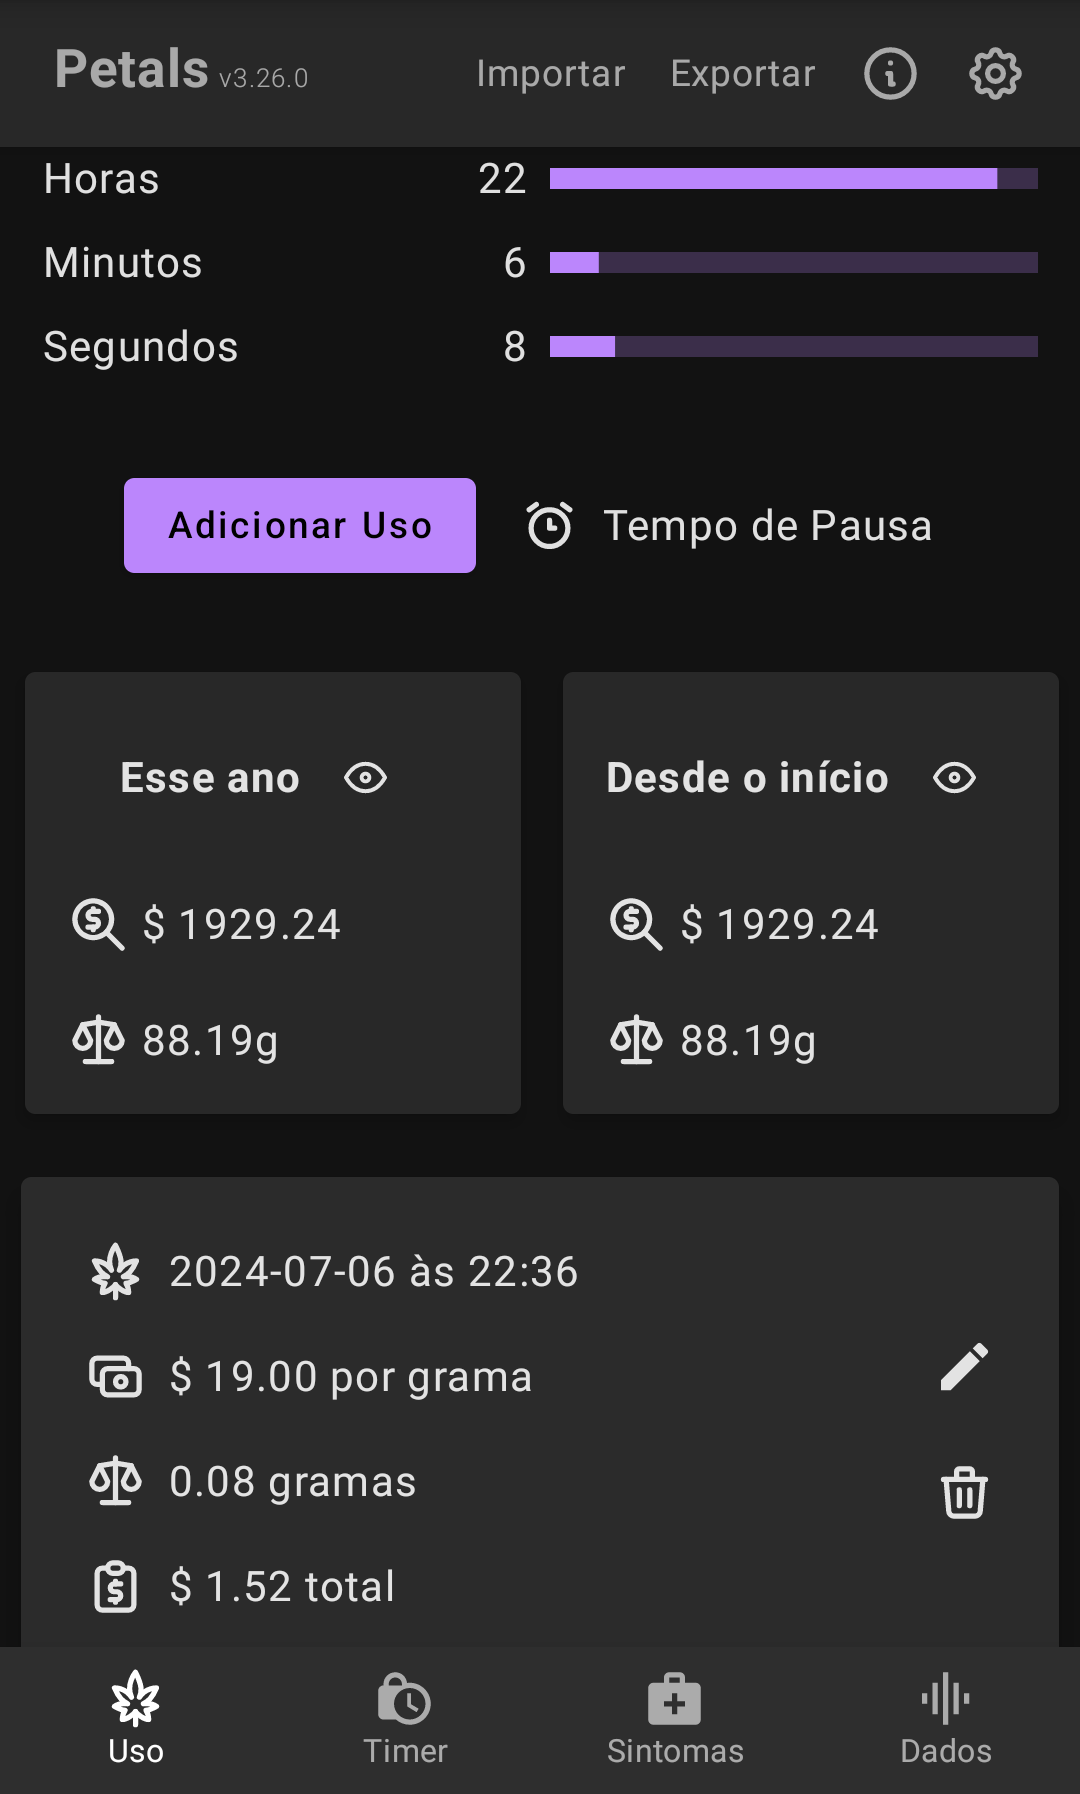 Petals v3.26.0 Importar Exportar
Horas 22
Minutos 6
Segundos 8
Adicionar Uso Tempo de Pausa
Esse ano
$ 1929.24
88.19g
Desde o início
$ 1929.24
88.19g
2024-07-06 às 22:36
$ 19.00 por grama
0.08 gramas
$ 1.52 total
Uso Timer Sintomas Dados